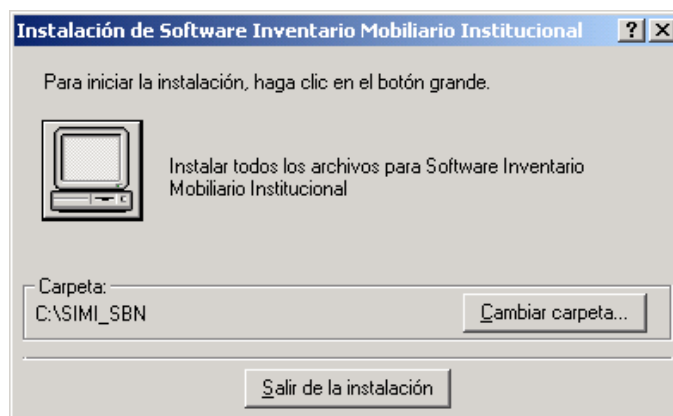 Instalación de Software Inventario Mobiliario Institucional
Para iniciar la instalación, haga clic en el botón grande.
Instalar todos los archivos para Software Inventario
Mobiliario Institucional
Carpeta:
C:\SIMI_SBN
Cambiar carpeta...
Salir de la instalación